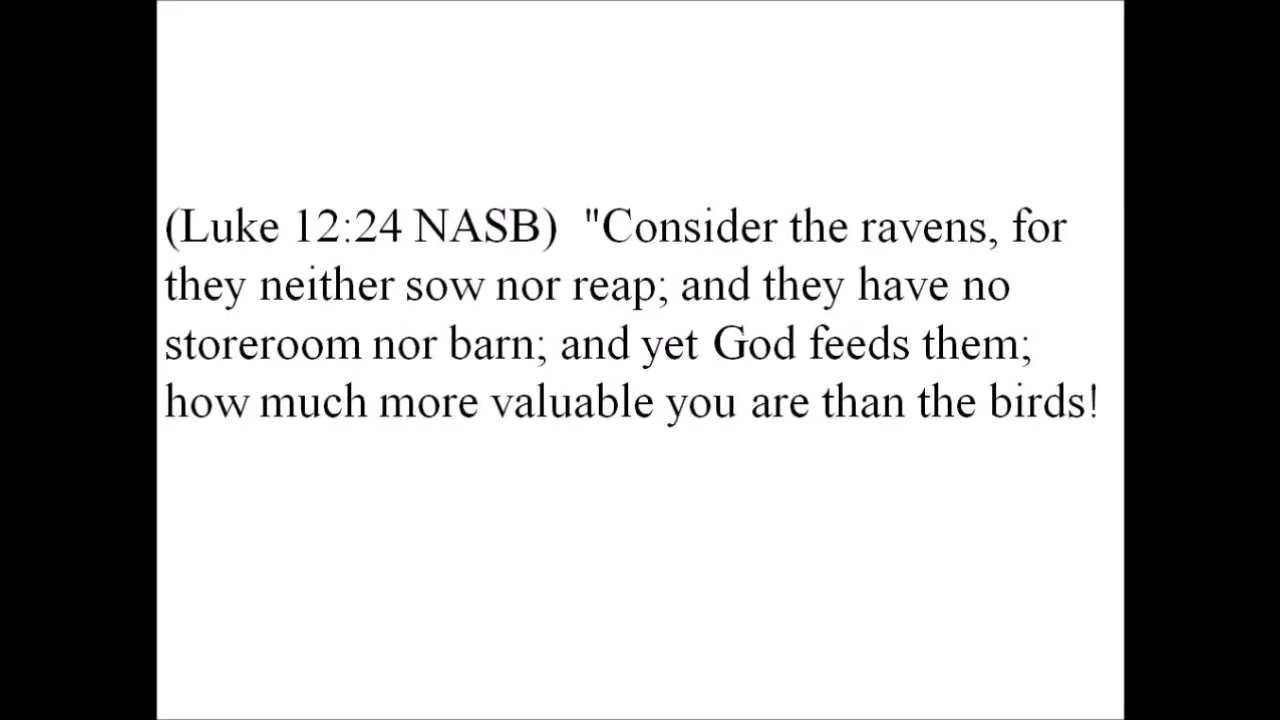 (Luke 12:24 NASB)  "Consider the ravens, for
they neither sow nor reap; and they have no
storeroom nor barn; and yet God feeds them;
how much more valuable you are than the birds!